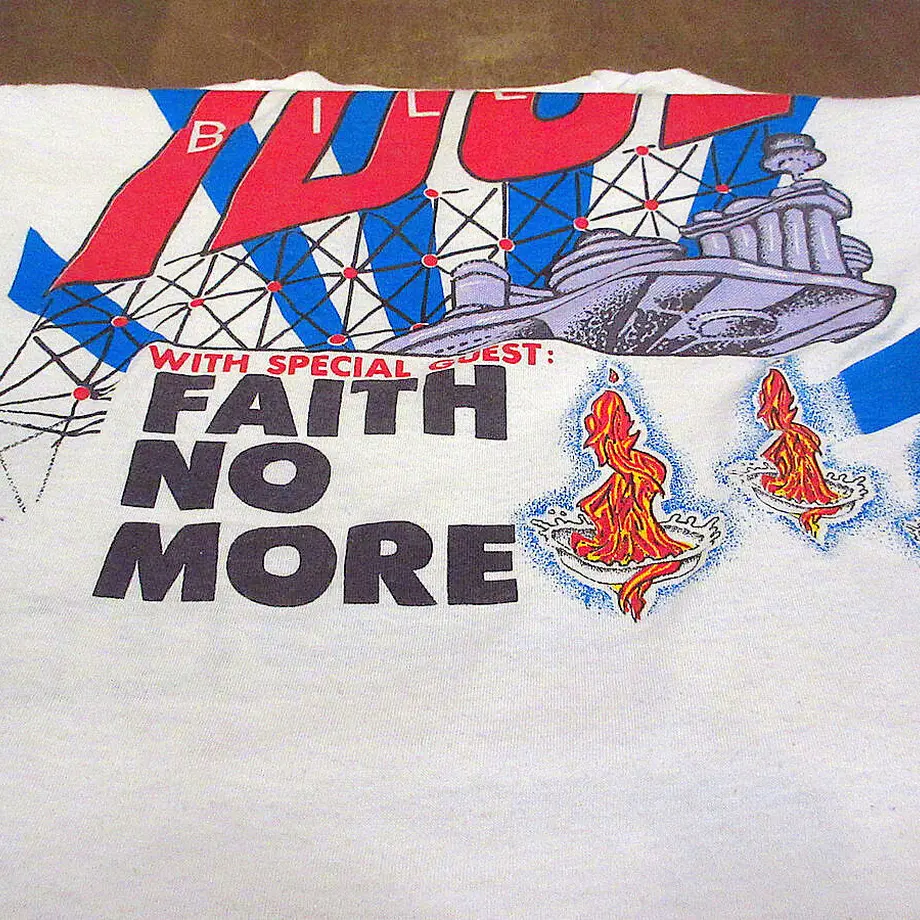 BILL
IDOL
WITH SPECIAL GUEST:
FAITH
NO
MORE